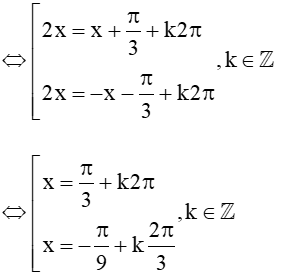 ⇔ [ 2x = x + π/3 + k2π
2x = -x - π/3 + k2π , k ∈ ℤ
⇔ [ x = π/3 + k2π
x = -π/9 + k 2π/3 , k ∈ ℤ